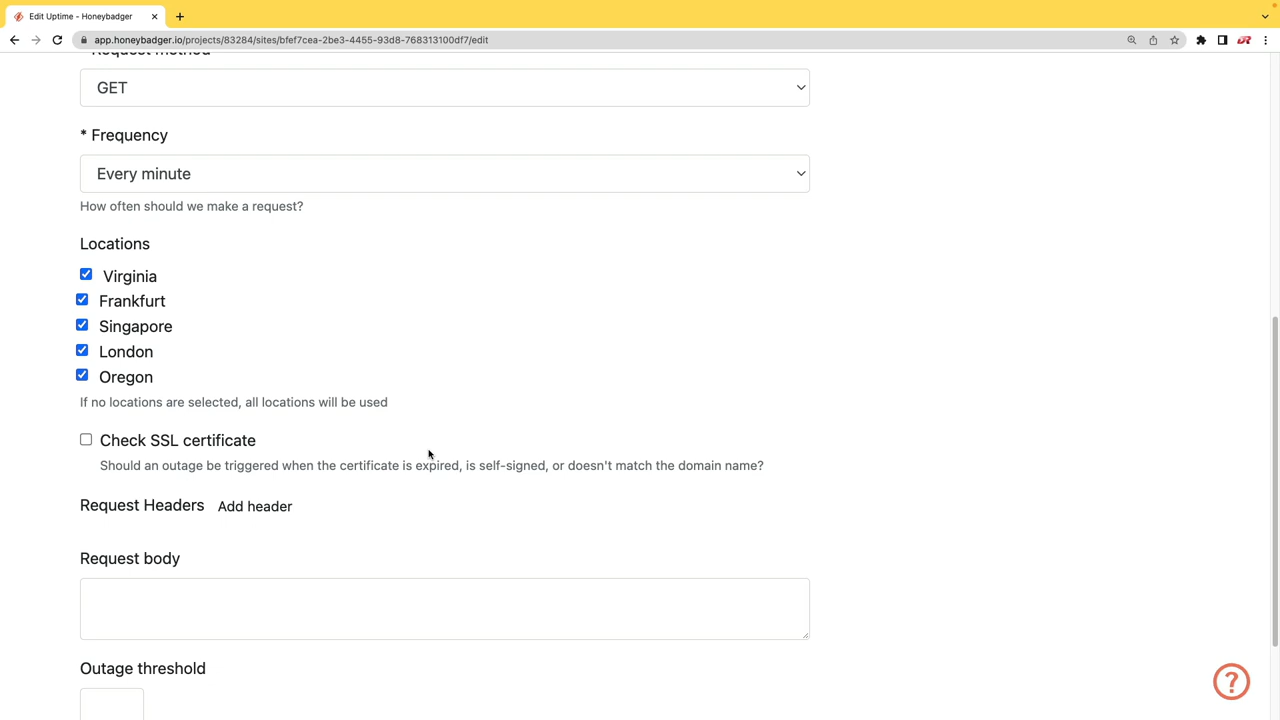 Edit Uptime - Honeybadger
app.honeybadger.io/projects/83284/sites/bfef7cea-2be3-4455-93d8-768313100df7/edit
Request method
GET
* Frequency
Every minute
How often should we make a request?
Locations
Virginia
Frankfurt
Singapore
London
Oregon
If no locations are selected, all locations will be used
Check SSL certificate
Should an outage be triggered when the certificate is expired, is self-signed, or doesn't match the domain name?
Request Headers Add header
Request body
Outage threshold